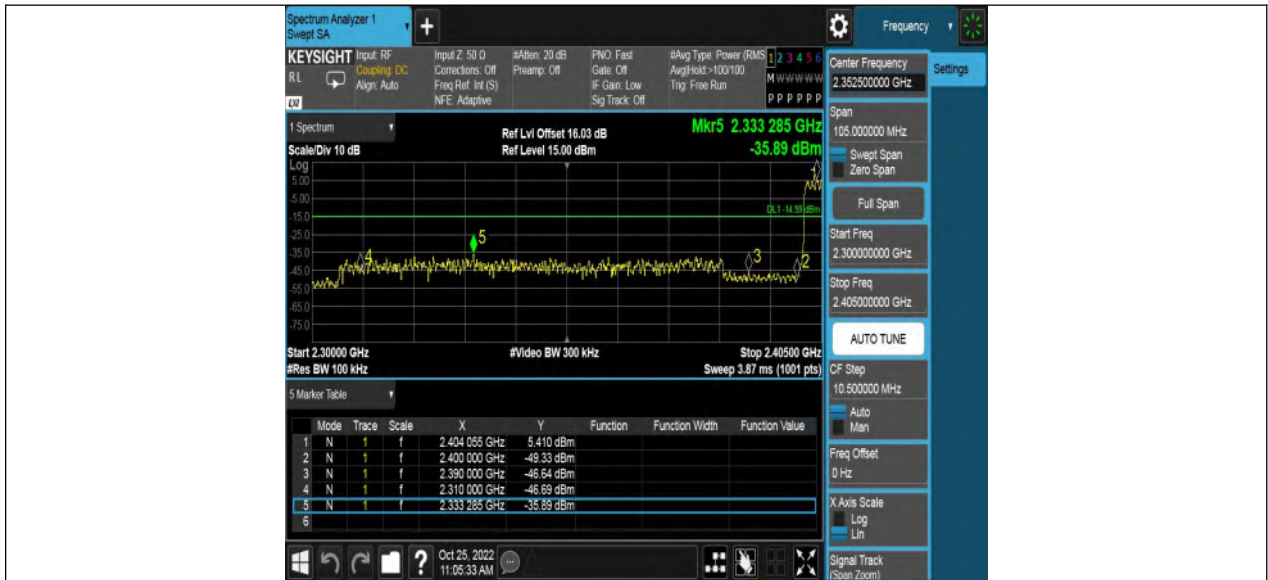 Spectrum Analyzer 1
Swept SA
+
Frequency
KEYSIGHT
RL
LXI
Input: RF
Coupling: DC
Align: Auto
Input Z: 50 Ω
Corrections: Off
Freq Ref: Int (S)
NFE: Adaptive
#Atten: 20 dB
Preamp: Off
PNO: Fast
Gate: Off
IF Gain: Low
Sig Track: Off
#Avg Type: Power (RMS
Avg|Hold:>100/100
Trig: Free Run
1 2 3 4 5 6
M W W W W W
P P P P P P
Center Frequency
2.352500000 GHz
Settings
1 Spectrum
Ref Lvl Offset 16.03 dB
Mkr5 2.333 285 GHz
Scale/Div 10 dB
Ref Level 15.00 dBm
-35.89 dBm
Log
5.00
-5.00
-15.0
-25.0
-35.0
-45.0
-55.0
-65.0
-75.0
1
DL1 -14.59 dBm
5
4
3
2
Start 2.30000 GHz
#Video BW 300 kHz
Stop 2.40500 GHz
#Res BW 100 kHz
Sweep 3.87 ms (1001 pts)
Span
105.000000 MHz
Swept Span
Zero Span
Full Span
Start Freq
2.300000000 GHz
Stop Freq
2.405000000 GHz
AUTO TUNE
CF Step
10.500000 MHz
Auto
Man
Freq Offset
0 Hz
X Axis Scale
Log
Lin
Signal Track
(Span Zoom)
5 Marker Table
Mode Trace Scale X Y Function Function Width Function Value
1 N 1 f 2.404 055 GHz 5.410 dBm
2 N 1 f 2.400 000 GHz -49.33 dBm
3 N 1 f 2.390 000 GHz -46.64 dBm
4 N 1 f 2.310 000 GHz -46.69 dBm
5 N 1 f 2.333 285 GHz -35.89 dBm
6
?
Oct 25, 2022
11:05:33 AM